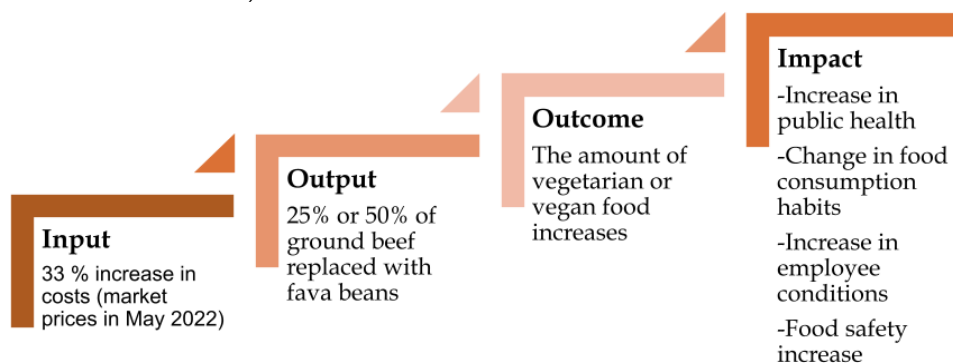 Input
33 % increase in
costs (market
prices in May 2022)
Output
25% or 50% of
ground beef
replaced with
fava beans
Outcome
The amount of
vegetarian or
vegan food
increases
Impact
-Increase in
public health
-Change in food
consumption
habits
-Increase in
employee
conditions
-Food safety
increase